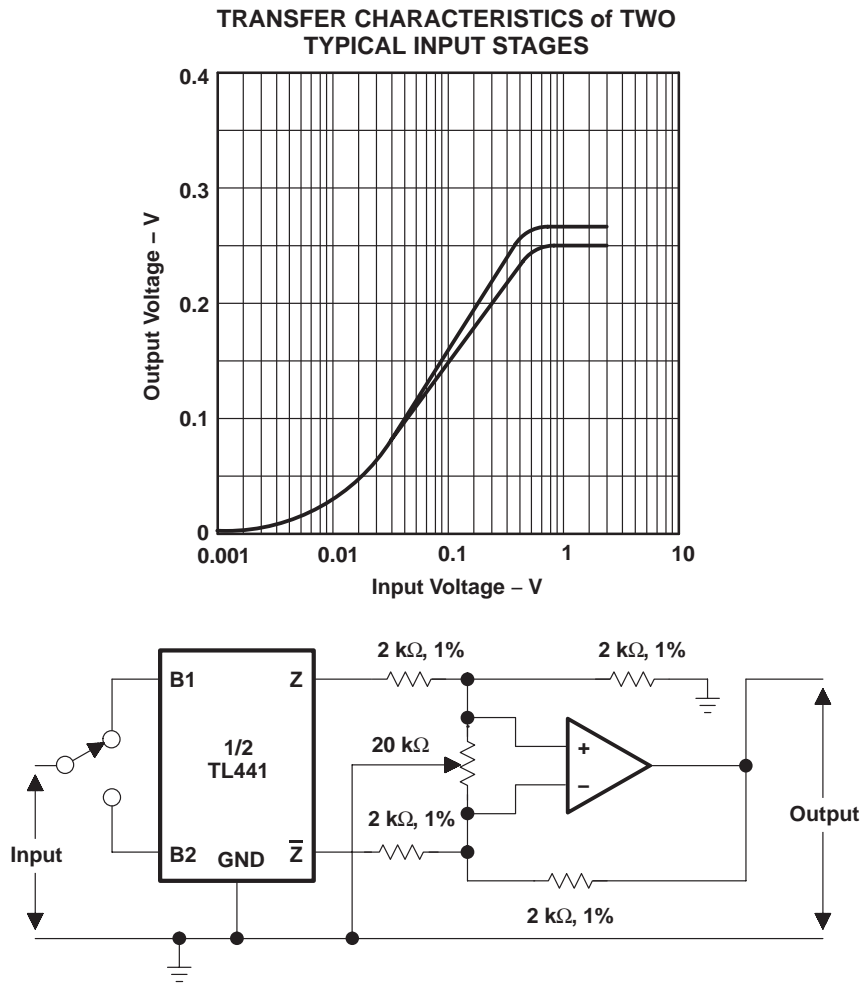 TRANSFER CHARACTERISTICS of TWO
TYPICAL INPUT STAGES
0.4
0.3
0.2
0.1
0
Output Voltage – V
0.001
0.01
0.1
1
10
Input Voltage – V
2 kΩ, 1%
2 kΩ, 1%
B1
Z
1/2
TL441
20 kΩ
+
–
2 kΩ, 1%
Output
Input
B2
GND
Z̅
2 kΩ, 1%